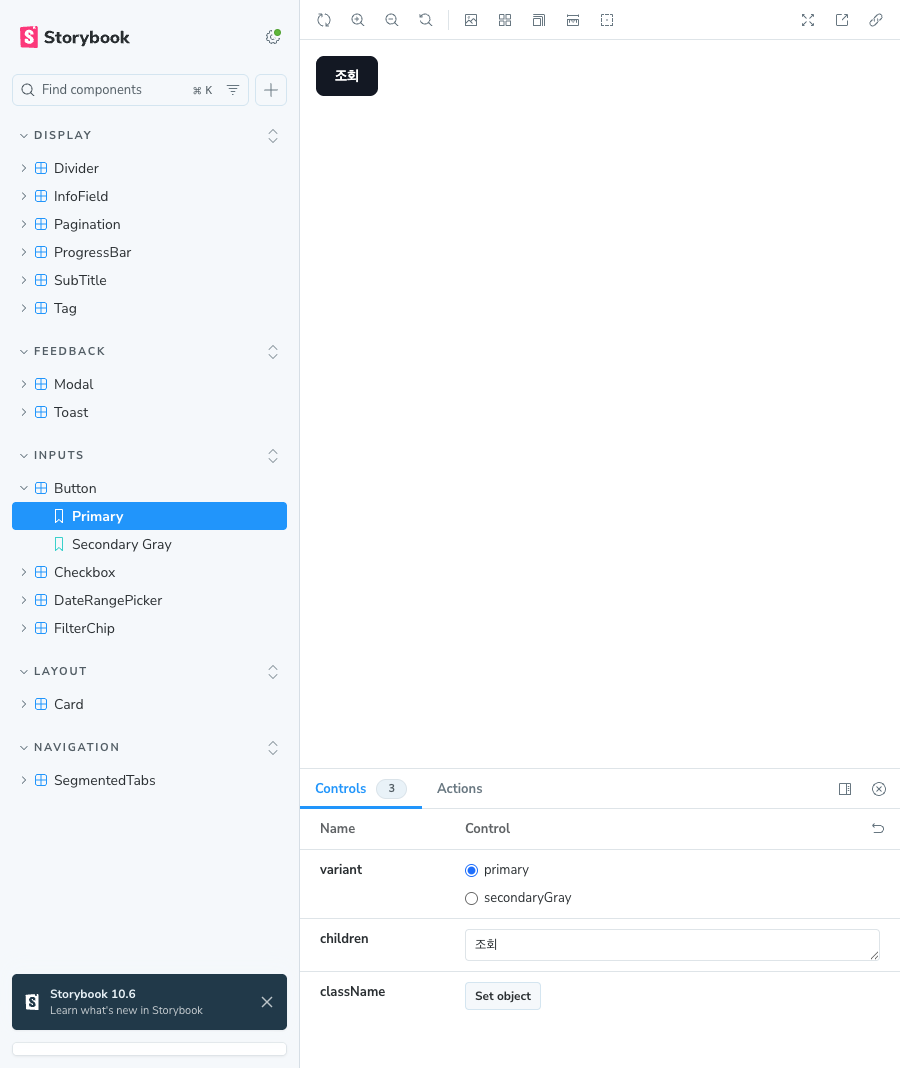 Storybook
Find components
⌘ K
DISPLAY
Divider
InfoField
Pagination
ProgressBar
SubTitle
Tag
FEEDBACK
Modal
Toast
INPUTS
Button
Primary
Secondary Gray
Checkbox
DateRangePicker
FilterChip
LAYOUT
Card
NAVIGATION
SegmentedTabs
Storybook 10.6
Learn what's new in Storybook
조회
Controls 3 Actions
Name Control
variant primary
secondaryGray
children 조회
className Set object